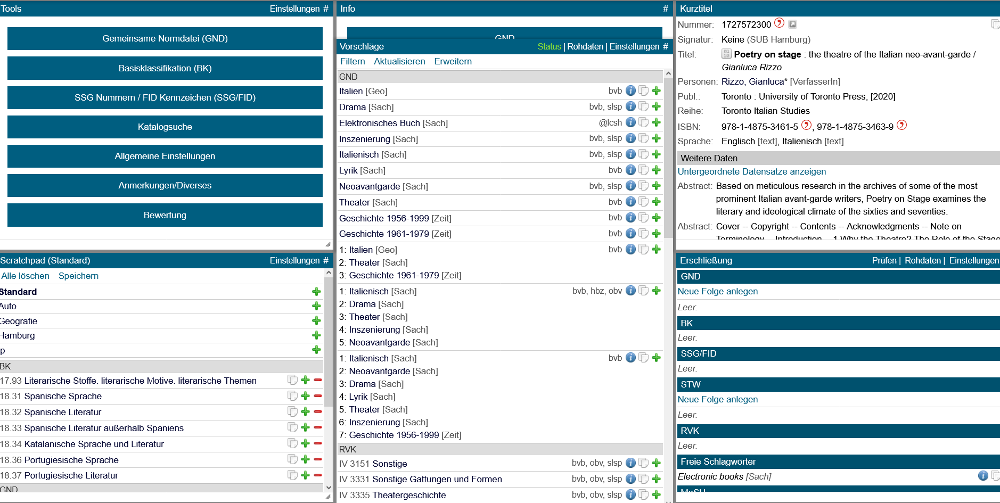 Tools Einstellungen #
Gemeinsame Normdatei (GND)
Basisklassifikation (BK)
SSG Nummern / FID Kennzeichen (SSG/FID)
Katalogsuche
Allgemeine Einstellungen
Anmerkungen/Diverses
Bewertung
Scratchpad (Standard) Einstellungen #
Alle löschen Speichern
Standard
Auto
Geografie
Hamburg
p
BK
17.93 Literarische Stoffe. literarische Motive. literarische Themen
18.31 Spanische Sprache
18.32 Spanische Literatur
18.33 Spanische Literatur außerhalb Spaniens
18.34 Katalanische Sprache und Literatur
18.36 Portugiesische Sprache
18.37 Portugiesische Literatur
GND
Info #
GND
Vorschläge Status | Rohdaten | Einstellungen #
Filtern Aktualisieren Erweitern
GND
Italien [Geo] bvb
Drama [Sach] bvb, slsp
Elektronisches Buch [Sach] @lcsh
Inszenierung [Sach] bvb, slsp
Italienisch [Sach] bvb, slsp
Lyrik [Sach] bvb
Neoavantgarde [Sach] bvb, slsp
Theater [Sach] bvb
Geschichte 1956-1999 [Zeit] bvb
Geschichte 1961-1979 [Zeit] bvb
1: Italien [Geo] bvb
2: Theater [Sach]
3: Geschichte 1961-1979 [Zeit]
1: Italienisch [Sach] bvb, hbz, obv
2: Drama [Sach]
3: Theater [Sach]
4: Inszenierung [Sach]
5: Neoavantgarde [Sach]
1: Italienisch [Sach] bvb
2: Neoavantgarde [Sach]
3: Drama [Sach]
4: Lyrik [Sach]
5: Theater [Sach]
6: Inszenierung [Sach]
7: Geschichte 1956-1999 [Zeit]
RVK
IV 3151 Sonstige bvb, obv, slsp
IV 3331 Sonstige Gattungen und Formen bvb, obv, slsp
IV 3335 Theatergeschichte bvb, obv, slsp
Kurztitel
Nummer: 1727572300
Signatur: Keine (SUB Hamburg)
Titel: Poetry on stage : the theatre of the Italian neo-avant-garde /
Gianluca Rizzo
Personen: Rizzo, Gianluca* [VerfasserIn]
Publ.: Toronto : University of Toronto Press, [2020]
Reihe: Toronto Italian Studies
ISBN: 978-1-4875-3461-5 , 978-1-4875-3463-9
Sprache: Englisch [text], Italienisch [text]
Weitere Daten
Untergeordnete Datensätze anzeigen
Abstract: Based on meticulous research in the archives of some of the most
prominent Italian avant-garde writers, Poetry on Stage examines the
literary and ideological climate of the sixties and seventies.
Abstract: Cover -- Copyright -- Contents -- Acknowledgments -- Note on
Terminology -- Introduction -- 1 Why the Theatre? The Role of the Stage
Erschließung Prüfen | Rohdaten | Einstellungen
GND
Neue Folge anlegen
Leer.
BK
Leer.
SSG/FID
Leer.
STW
Neue Folge anlegen
Leer.
RVK
Leer.
Freie Schlagwörter
Electronic books [Sach]
MeSH